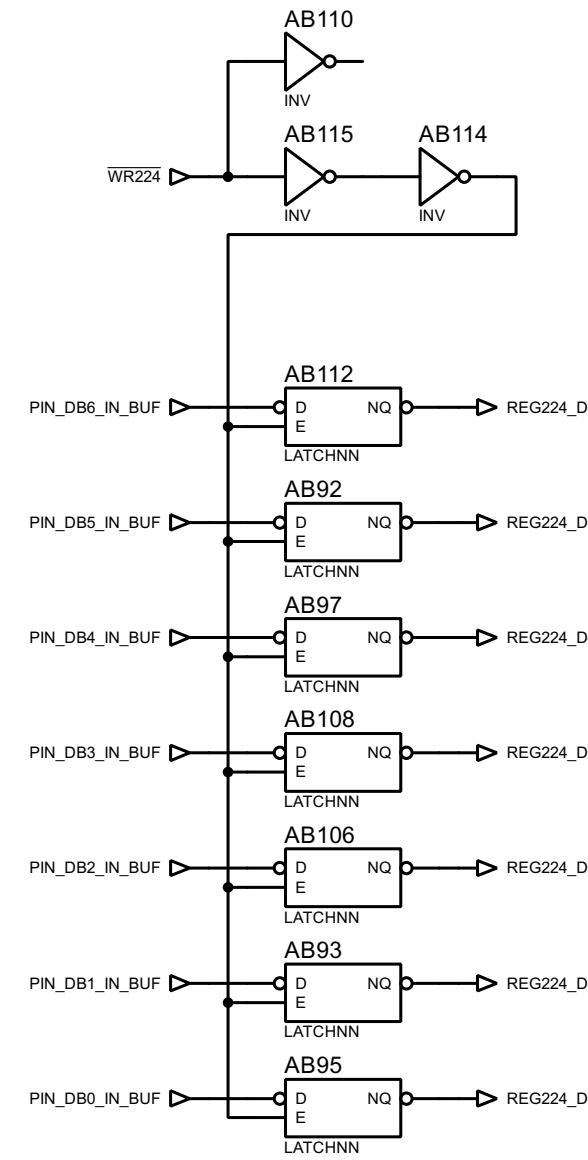 AB110
INV
AB115 AB114
WR224
INV INV
AB112
PIN_DB6_IN_BUF D NQ REG224_D
E
LATCHNN
AB92
PIN_DB5_IN_BUF D NQ REG224_D
E
LATCHNN
AB97
PIN_DB4_IN_BUF D NQ REG224_D
E
LATCHNN
AB108
PIN_DB3_IN_BUF D NQ REG224_D
E
LATCHNN
AB106
PIN_DB2_IN_BUF D NQ REG224_D
E
LATCHNN
AB93
PIN_DB1_IN_BUF D NQ REG224_D
E
LATCHNN
AB95
PIN_DB0_IN_BUF D NQ REG224_D
E
LATCHNN